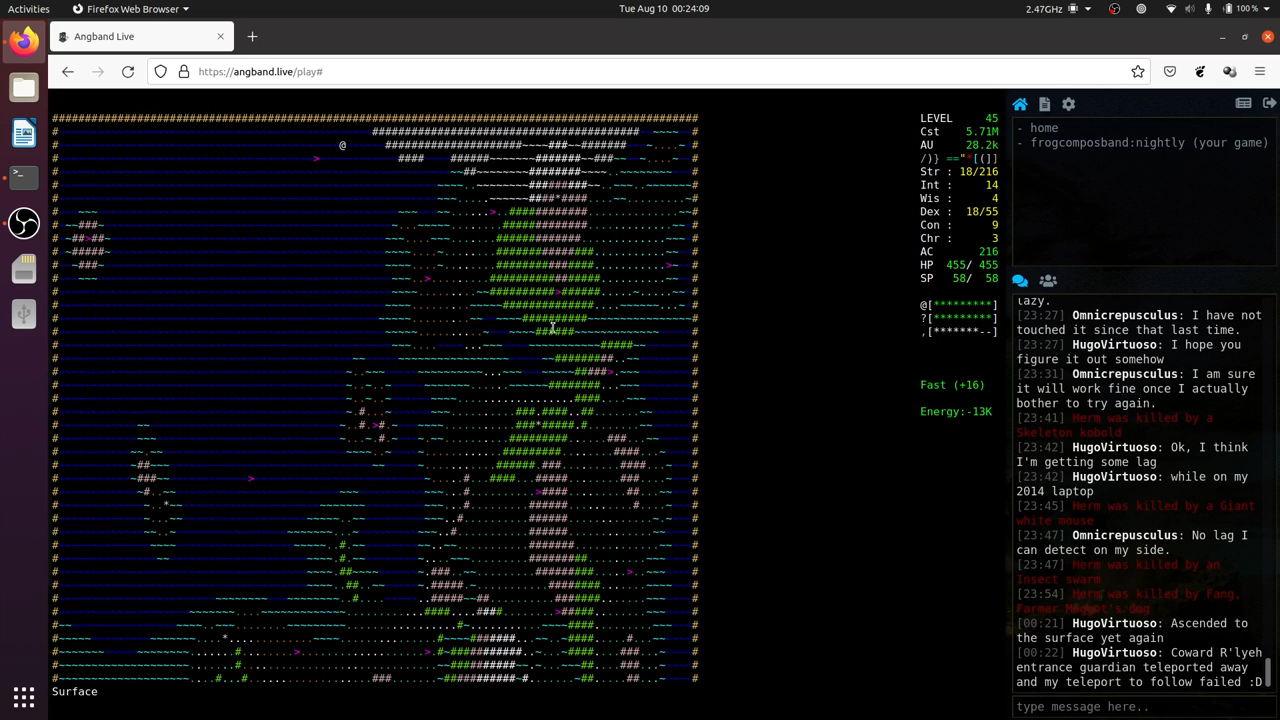 Activities
Firefox Web Browser
Tue Aug 10 00:24:09
2.47GHz
100 %
Angband Live
https://angband.live/play#
LEVEL 45
Cst 5.71M
AU 28.2k
/)} =="*[(]]
Str : 18/216
Int : 14
Wis : 4
Dex : 18/55
Con : 9
Chr : 3
AC 216
HP 455/ 455
SP 58/ 58
@[*********]
?[*********]
,[*******--]
Fast (+16)
Energy:-13K
Surface
- home
- frogcomposband:nightly (your game)
lazy.
[23:27] Omnicrepusculus: I have not
touched it since that last time.
[23:27] HugoVirtuoso: I hope you
figure it out somehow
[23:31] Omnicrepusculus: I am sure
it will work fine once I actually
bother to try again.
[23:41] Herm was killed by a
Skeleton kobold
[23:42] HugoVirtuoso: Ok, I think
I'm getting some lag
[23:42] HugoVirtuoso: while on my
2014 laptop
[23:45] Herm was killed by a Giant
white mouse
[23:47] Omnicrepusculus: No lag I
can detect on my side.
[23:47] Herm was killed by an
Insect swarm
[23:54] Herm was killed by Fang,
Farmer Maggot's dog
[00:21] HugoVirtuoso: Ascended to
the surface yet again
[00:22] HugoVirtuoso: Coward R'lyeh
entrance guardian teleported away
and my teleport to follow failed :D
type message here..